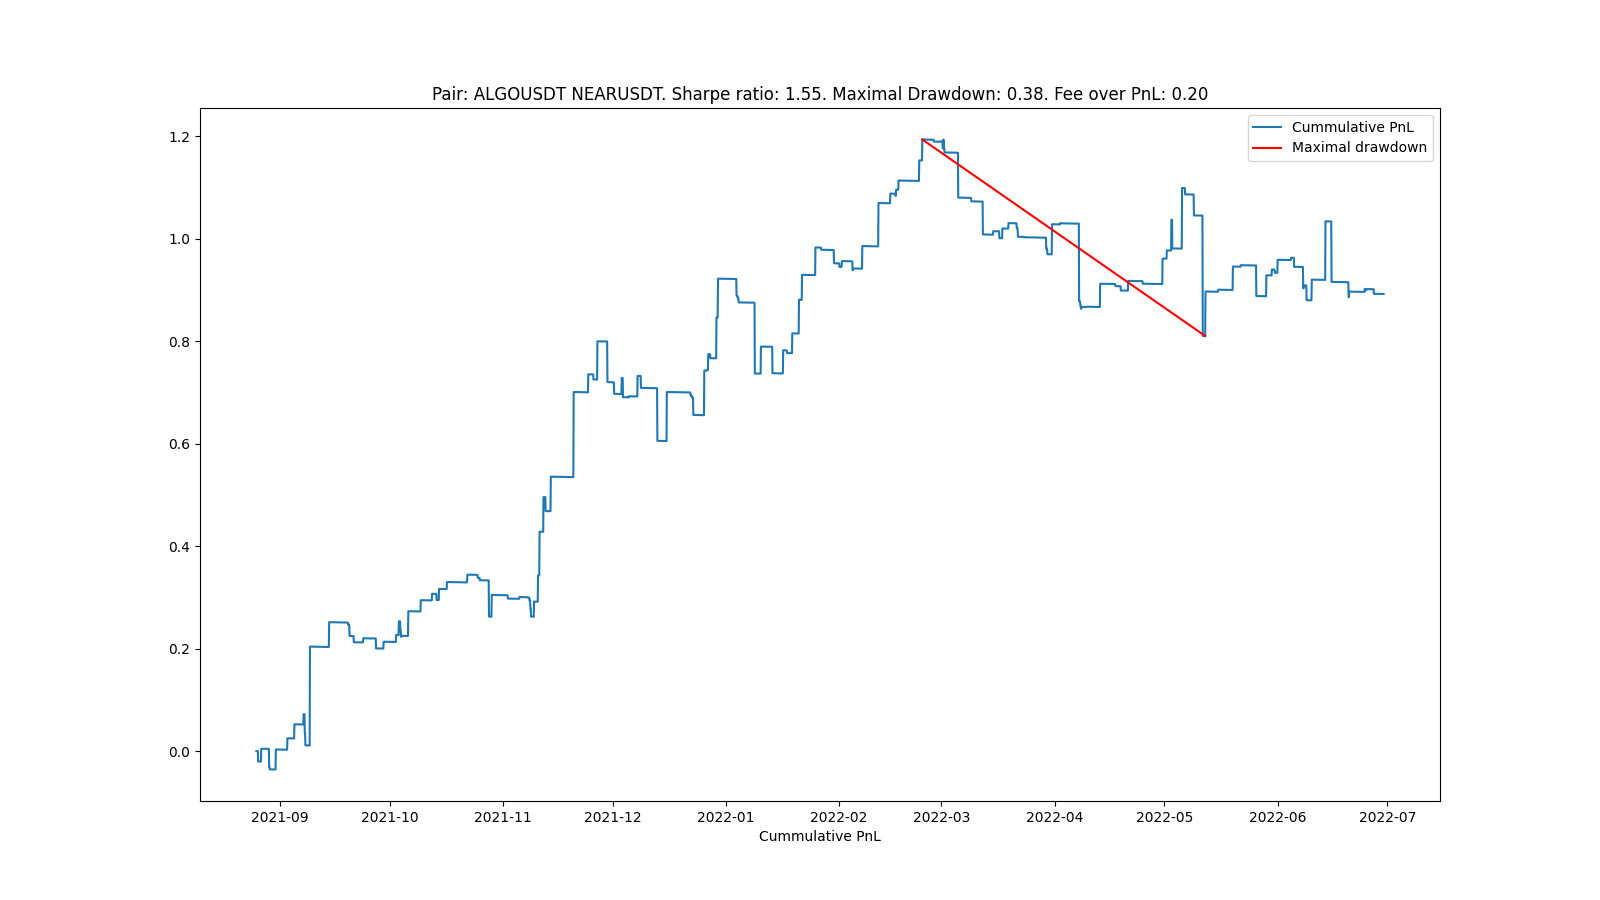 Pair: ALGOUSDT NEARUSDT. Sharpe ratio: 1.55. Maximal Drawdown: 0.38. Fee over PnL: 0.20
Cummulative PnL
Maximal drawdown
1.2
1.0
0.8
0.6
0.4
0.2
0.0
2021-09 2021-10 2021-11 2021-12 2022-01 2022-02 2022-03 2022-04 2022-05 2022-06 2022-07
Cummulative PnL